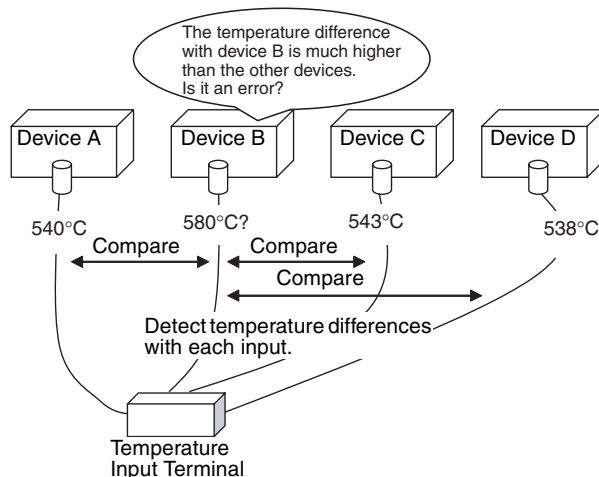 The temperature difference
with device B is much higher
than the other devices.
Is it an error?
Device A
Device B
Device C
Device D
540°C
580°C?
543°C
538°C
Compare
Compare
Compare
Detect temperature differences
with each input.
Temperature
Input Terminal